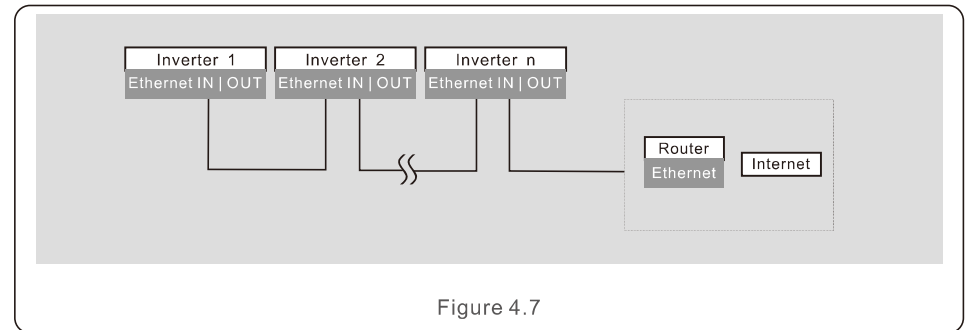 Inverter 1 Inverter 2 Inverter n
Ethernet IN | OUT Ethernet IN | OUT Ethernet IN | OUT
Router
Internet
Ethernet
Figure 4.7